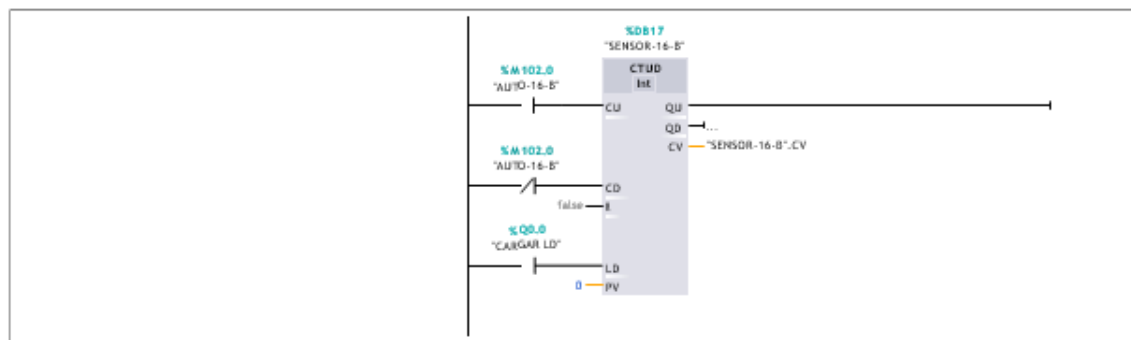 %DB17
"SENSOR-16-B"
%M102.0
"AUTO-16-B"
CTUD
Int
CU
QU
QD
...
CV
"SENSOR-16-B".CV
%M102.0
"AUTO-16-B"
CD
false
R
%Q0.0
"CARGAR LD"
LD
0
PV